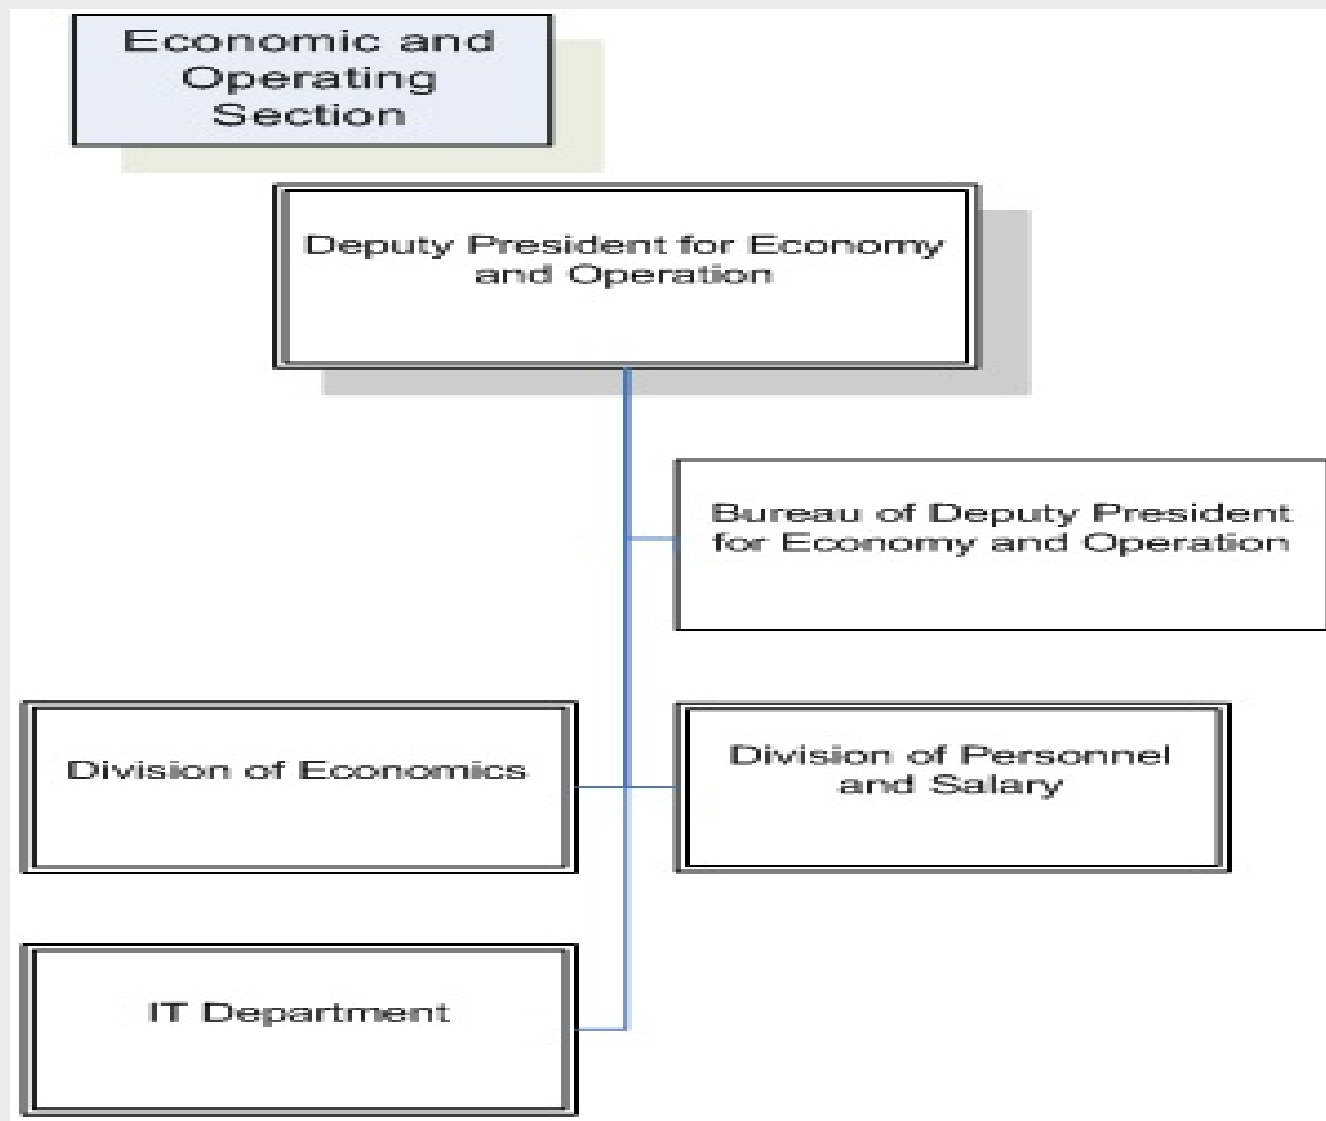 Economic and
Operating
Section
Deputy President for Economy
and Operation
Bureau of Deputy President
for Economy and Operation
Division of Economics
Division of Personnel
and Salary
IT Department